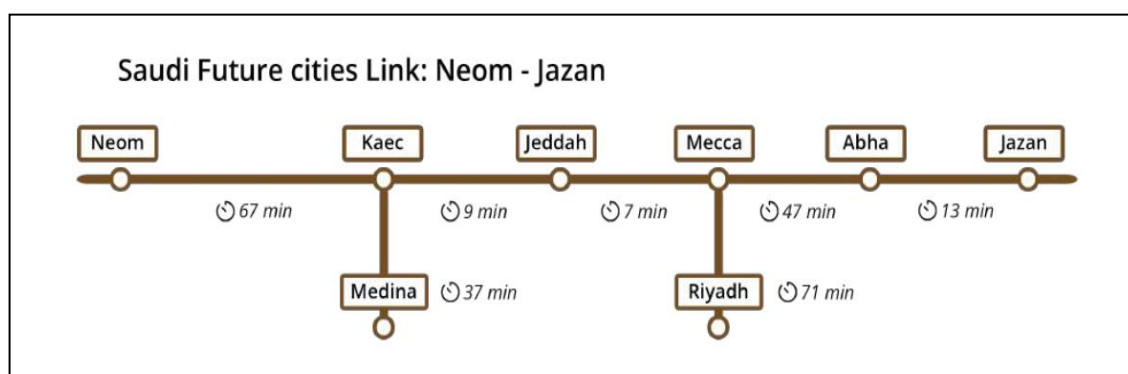 Saudi Future cities Link: Neom - Jazan
Neom Kaec Jeddah Mecca Abha Jazan
67 min 9 min 7 min 47 min 13 min
Medina 37 min Riyadh 71 min